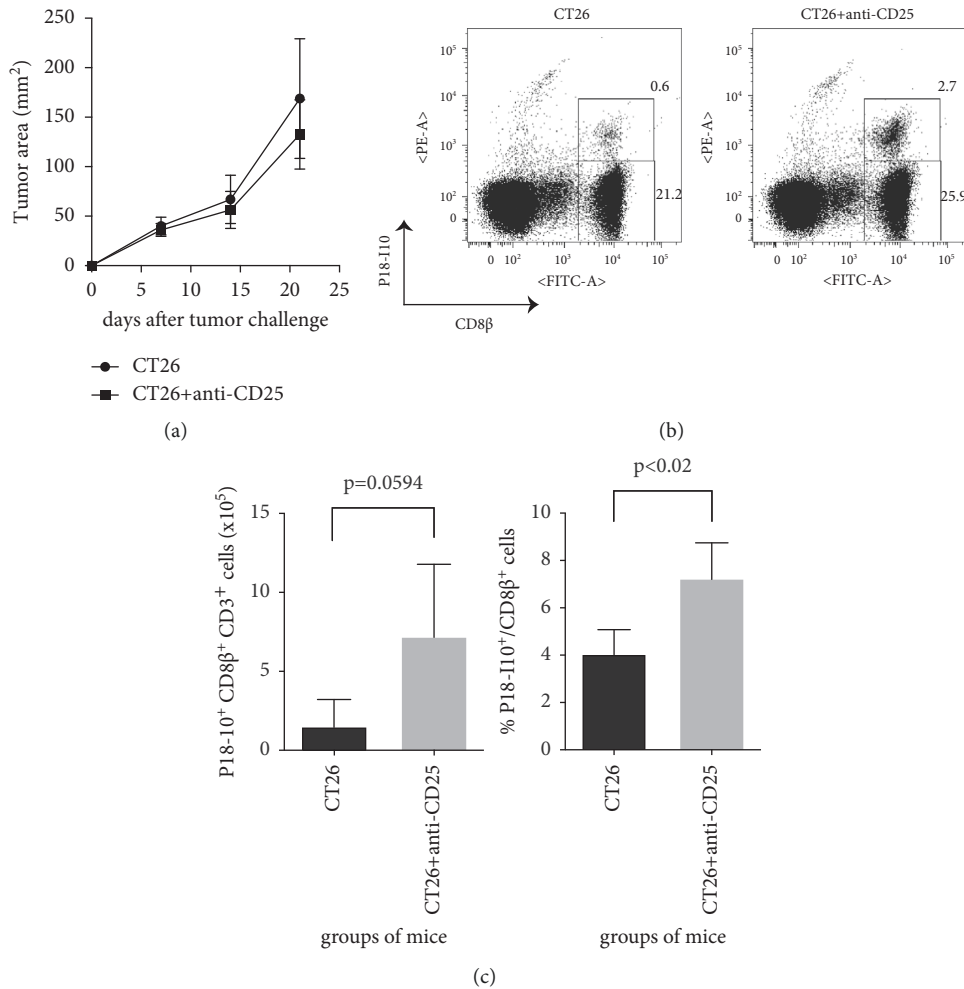 250
200
150
100
50
0
Tumor area (mm²)
0 5 10 15 20 25
days after tumor challenge
CT26
CT26+anti-CD25
(a)
CT26
10⁵
10⁴
10³
10²
0
<PE-A>
0.6
21.2
0 10² 10³ 10⁴ 10⁵
<FITC-A>
CT26+anti-CD25
10⁵
10⁴
10³
10²
0
<PE-A>
2.7
25.9
0 10² 10³ 10⁴ 10⁵
<FITC-A>
P18-I10
CD8β
(b)
p=0.0594
15
10
5
0
P18-10⁺ CD8β⁺ CD3⁺ cells (x10⁵)
CT26
CT26+anti-CD25
groups of mice
p<0.02
10
8
6
4
2
0
% P18-I10⁺/CD8β⁺ cells
CT26
CT26+anti-CD25
groups of mice
(c)